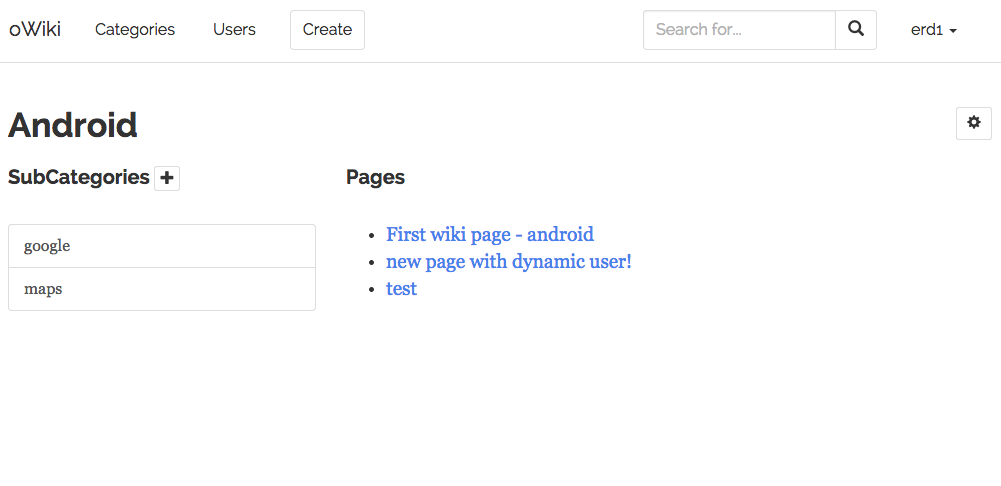 oWiki Categories Users Create Search for... erd1
Android
SubCategories
Pages
google
maps
First wiki page - android
new page with dynamic user!
test